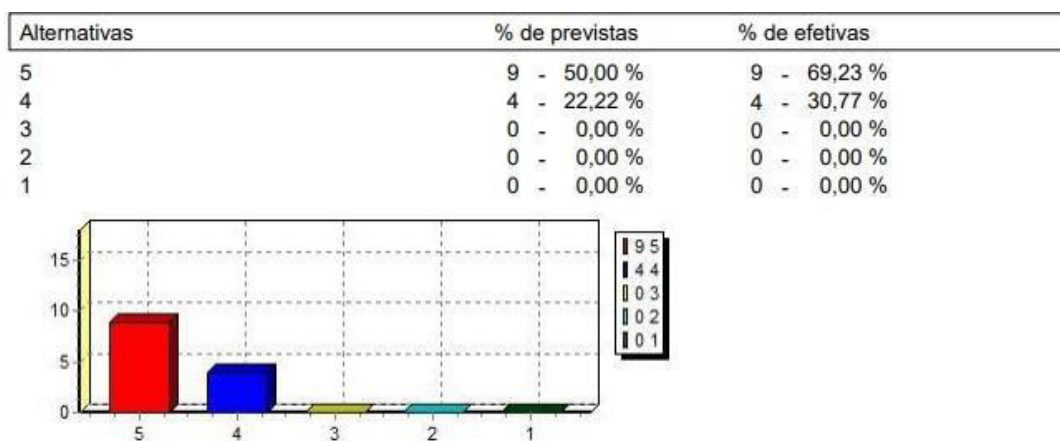 Alternativas % de previstas % de efetivas
5 9 - 50,00 % 9 - 69,23 %
4 4 - 22,22 % 4 - 30,77 %
3 0 - 0,00 % 0 - 0,00 %
2 0 - 0,00 % 0 - 0,00 %
1 0 - 0,00 % 0 - 0,00 %
15
10
5
0
5 4 3 2 1
9 5
4 4
0 3
0 2
0 1